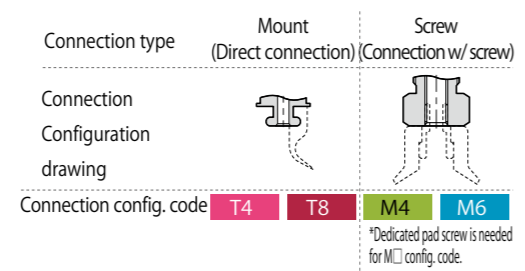 Connection type
Mount
(Direct connection)
Screw
(Connection w/ screw)
Connection
Configuration
drawing
Connection config. code T4 T8 M4 M6
*Dedicated pad screw is needed
for M□ config. code.